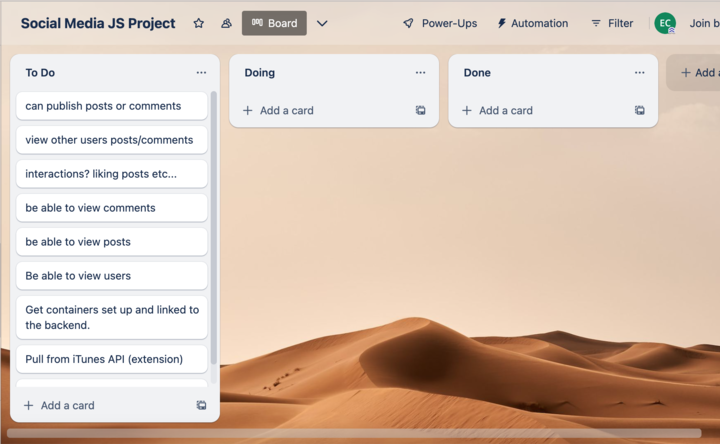 Social Media JS Project
Board
Power-Ups
Automation
Filter
EC
Join b
To Do
can publish posts or comments
view other users posts/comments
interactions? liking posts etc...
be able to view comments
be able to view posts
Be able to view users
Get containers set up and linked to
the backend.
Pull from iTunes API (extension)
+ Add a card
Doing
+ Add a card
Done
+ Add a card
+ Add a